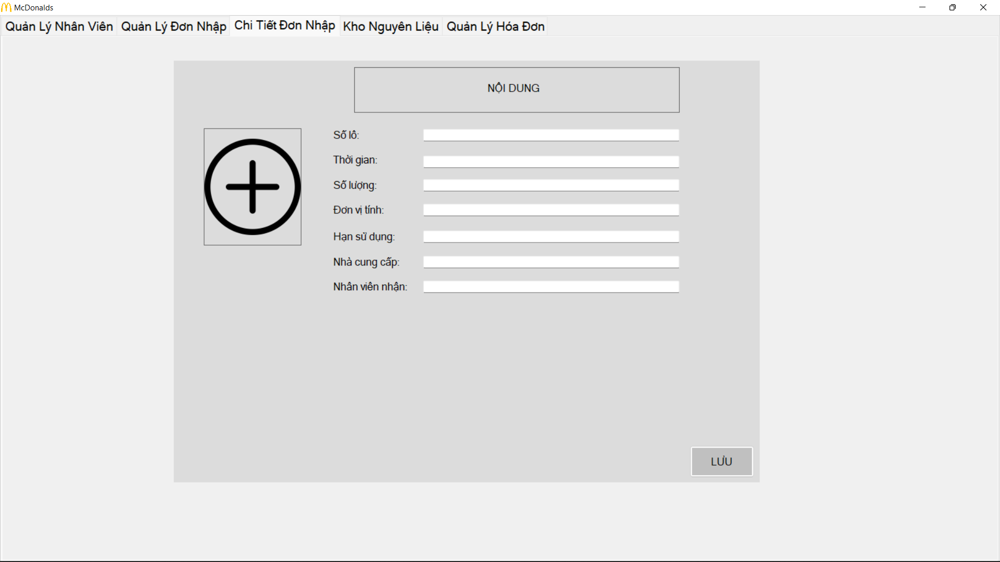 McDonalds
Quản Lý Nhân Viên Quản Lý Đơn Nhập Chi Tiết Đơn Nhập Kho Nguyên Liệu Quản Lý Hóa Đơn
NỘI DUNG
Số lô:
Thời gian:
Số lượng:
Đơn vị tính:
Hạn sử dụng:
Nhà cung cấp:
Nhân viên nhận:
LƯU